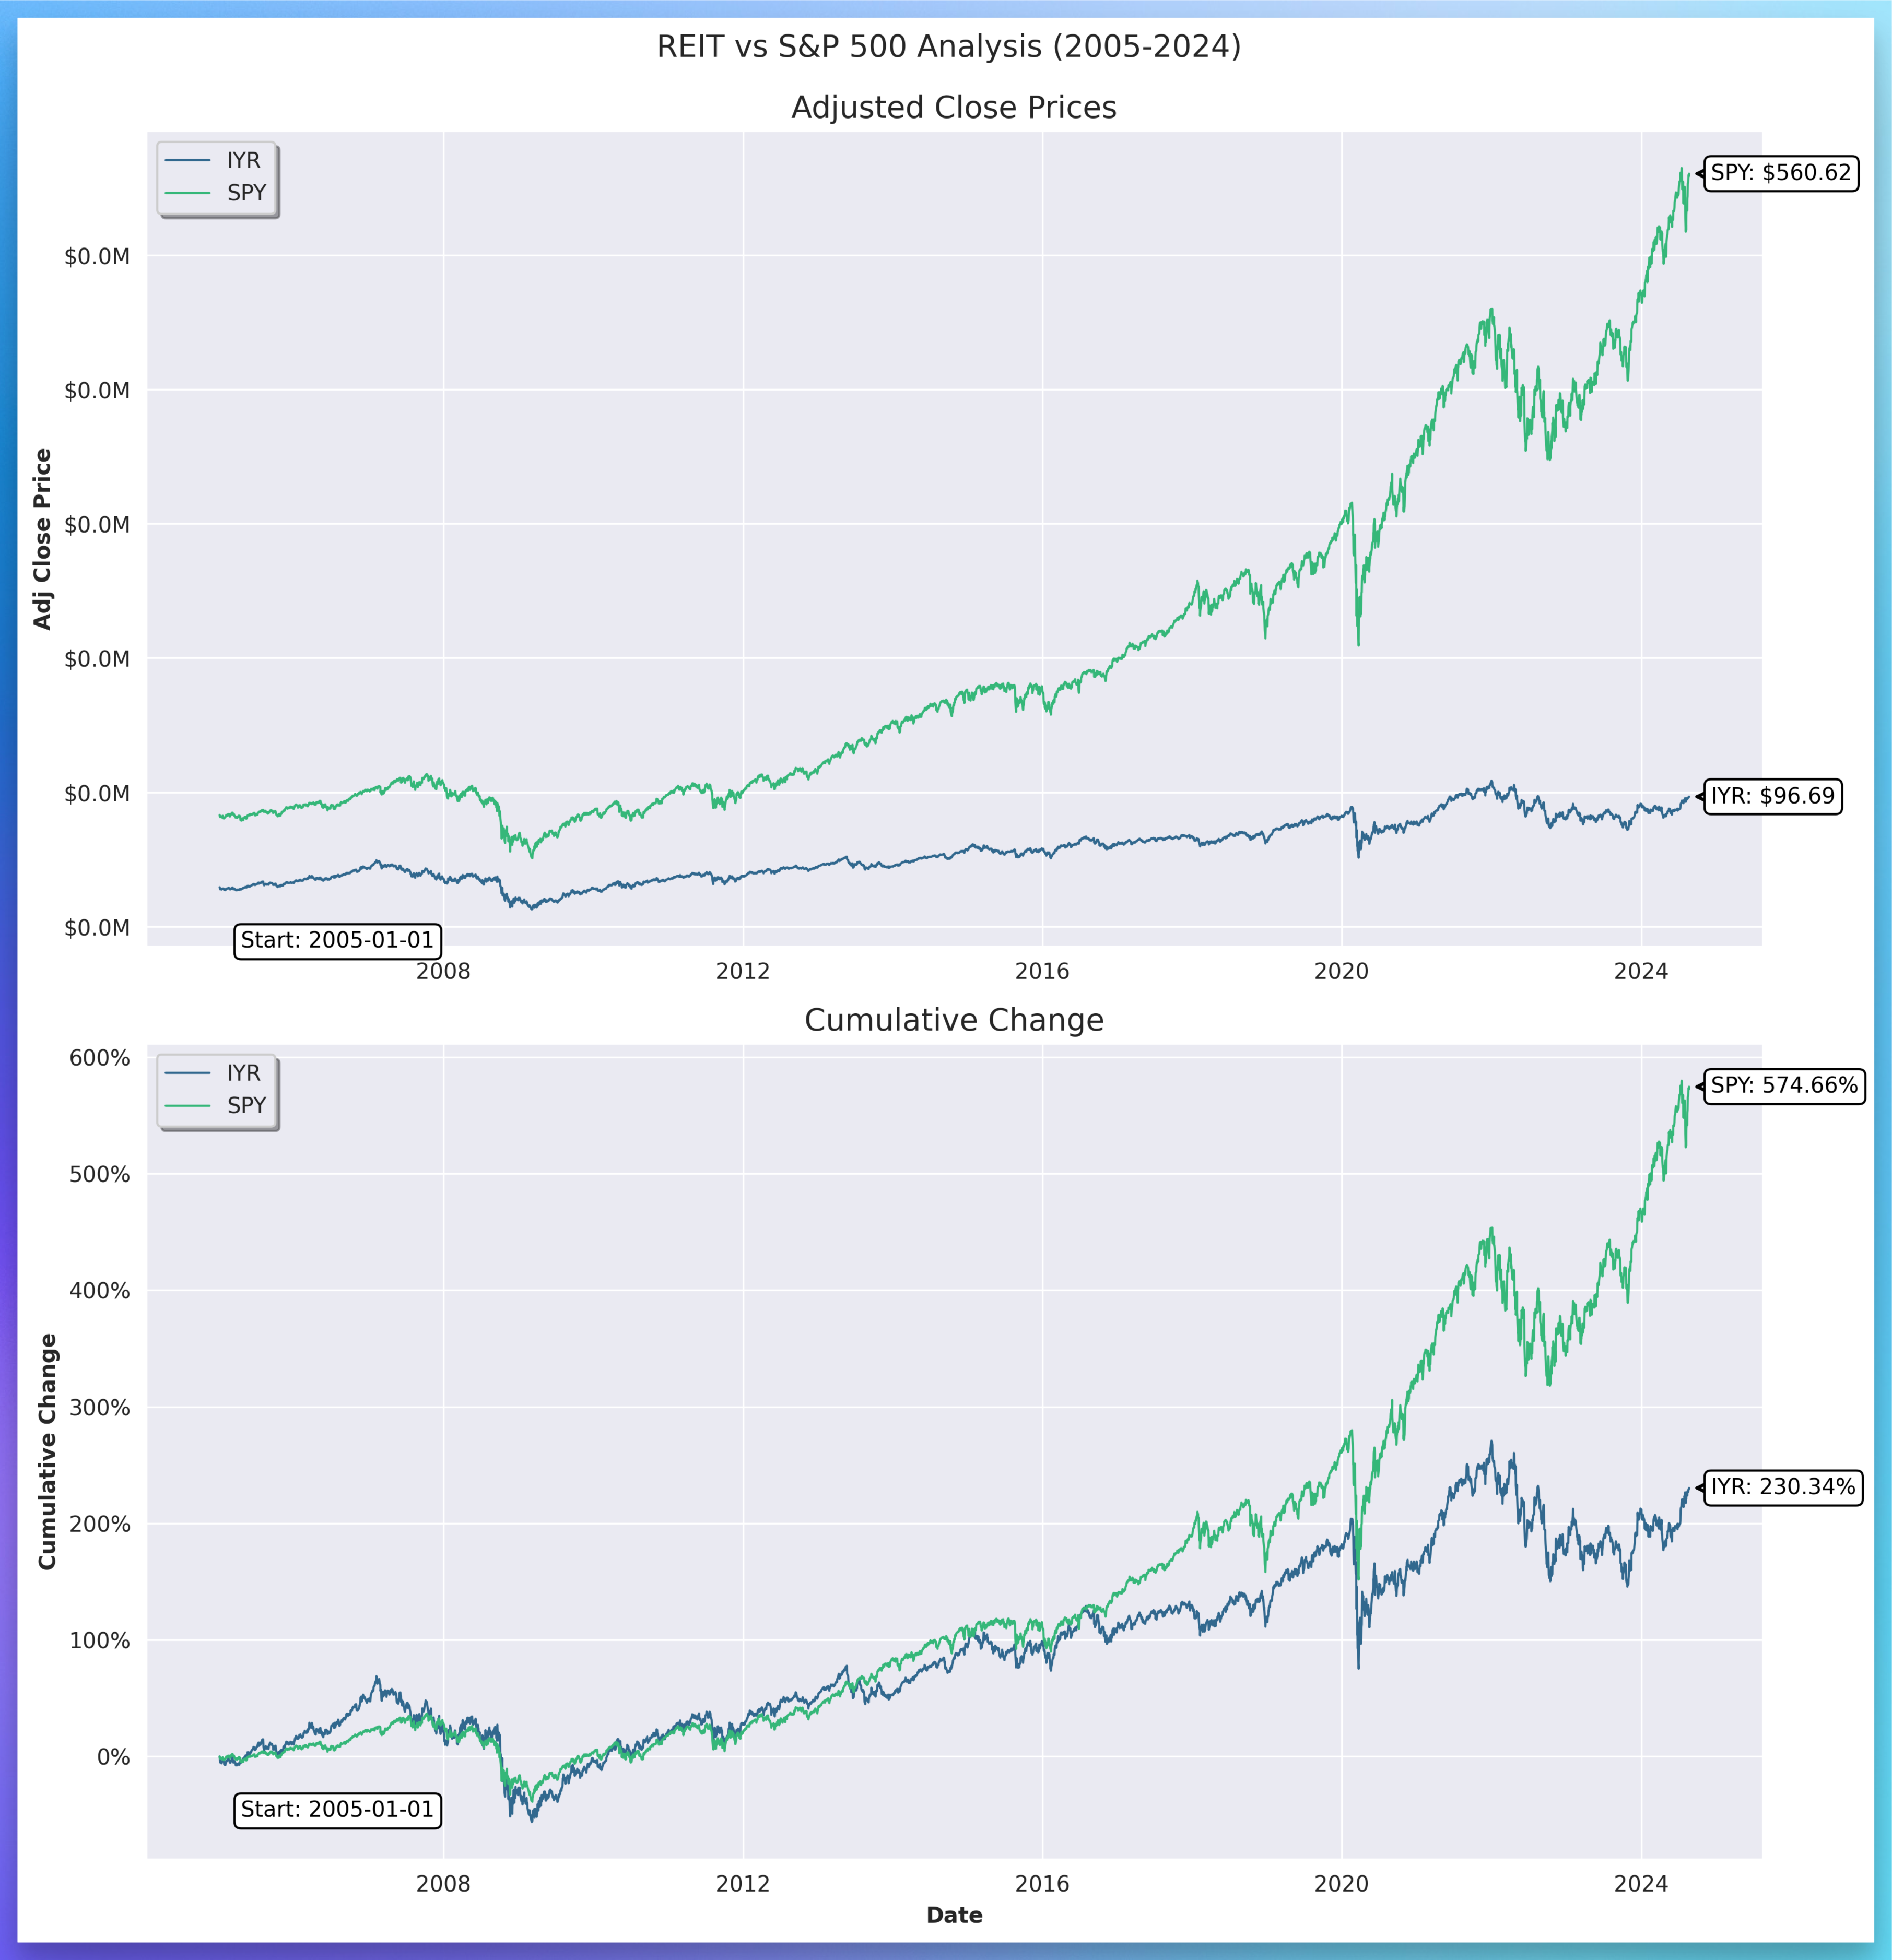 REIT vs S&P 500 Analysis (2005-2024)
Adjusted Close Prices
IYR
SPY
SPY: $560.62
IYR: $96.69
Start: 2005-01-01
Adj Close Price
$0.0M
$0.0M
$0.0M
$0.0M
$0.0M
$0.0M
2008
2012
2016
2020
2024
Cumulative Change
IYR
SPY
SPY: 574.66%
IYR: 230.34%
Start: 2005-01-01
Cumulative Change
600%
500%
400%
300%
200%
100%
0%
2008
2012
2016
2020
2024
Date